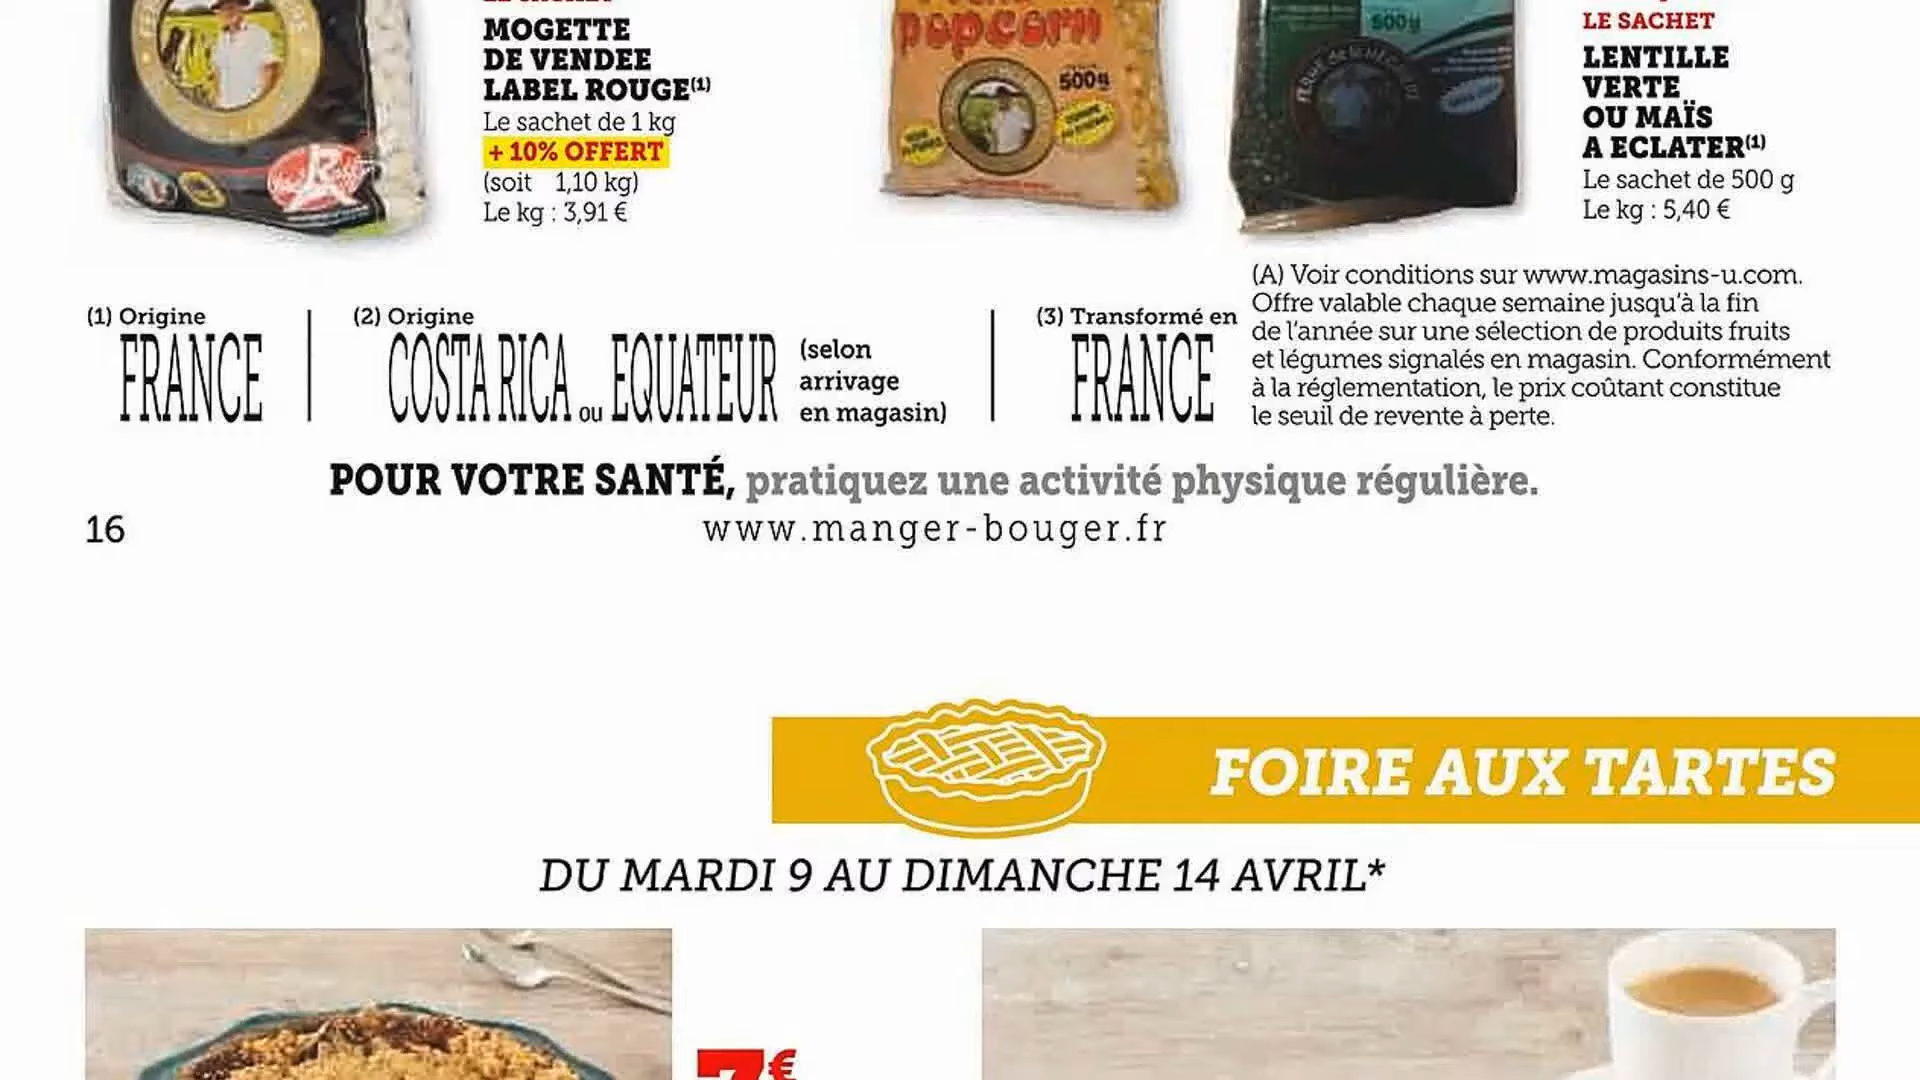 MOGETTE
DE VENDEE
LABEL ROUGE(1)
Le sachet de 1 kg
+ 10% OFFERT
(soit 1,10 kg)
Le kg : 3,91 €
popcorn
500g
500g
LE SACHET
LENTILLE
VERTE
OU MAÏS
A ECLATER(1)
Le sachet de 500 g
Le kg : 5,40 €
(1) Origine
FRANCE
(2) Origine
COSTA RICA ou EQUATEUR
(selon
arrivage
en magasin)
(3) Transformé en
FRANCE
(A) Voir conditions sur www.magasins-u.com.
Offre valable chaque semaine jusqu'à la fin
de l'année sur une sélection de produits fruits
et légumes signalés en magasin. Conformément
à la réglementation, le prix coûtant constitue
le seuil de revente à perte.
POUR VOTRE SANTÉ, pratiquez une activité physique régulière.
www.manger-bouger.fr
16
FOIRE AUX TARTES
DU MARDI 9 AU DIMANCHE 14 AVRIL*
7€